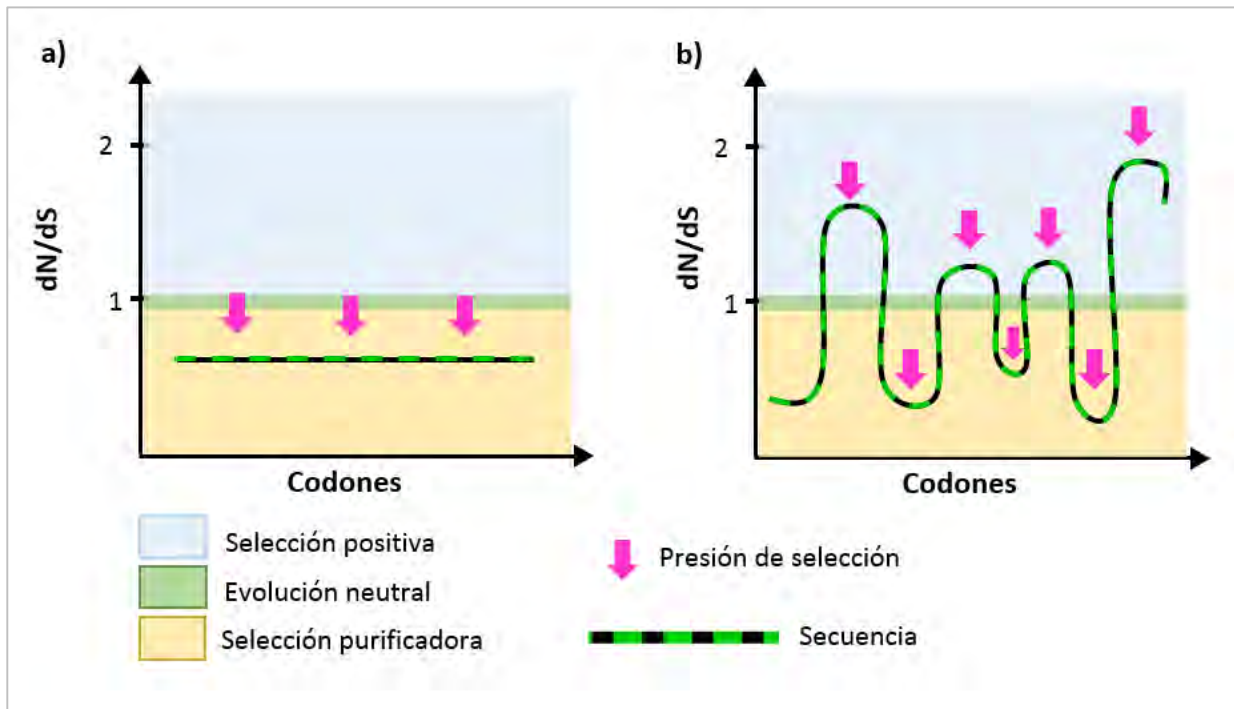 a)
2
1
dN/dS
Codones
b)
2
1
dN/dS
Codones
Selección positiva
Evolución neutral
Selección purificadora
Presión de selección
Secuencia